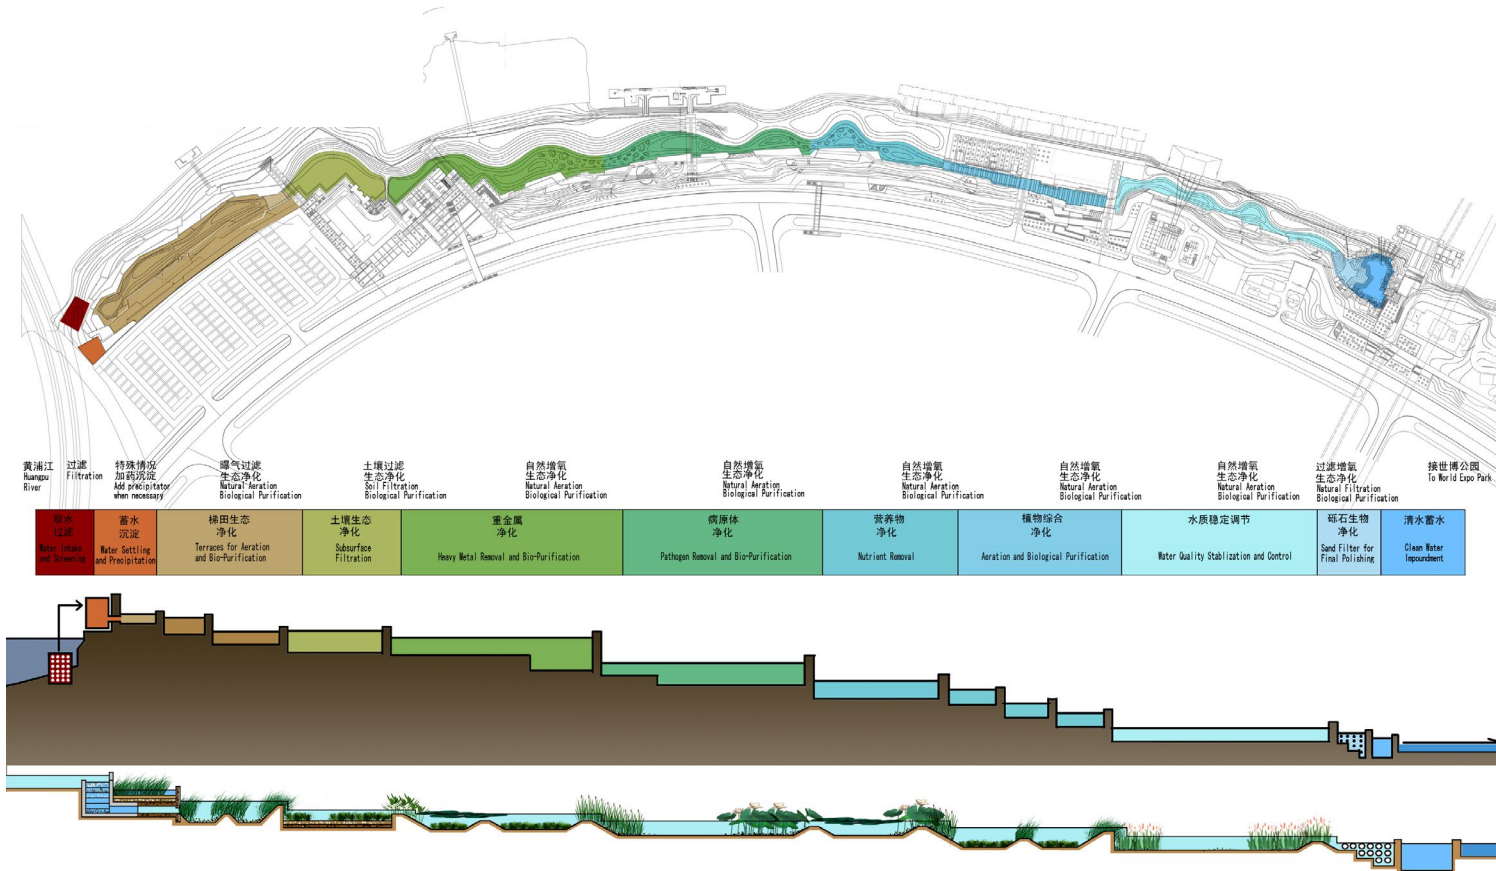 黄浦江
Huangpu
River
过滤
Filtration
特殊情况
加药沉淀
Add precipitator
when necessary
曝气过滤
生态净化
Natural Aeration
Biological Purification
土壤过滤
生态净化
Soil Filtration
Biological Purification
自然增氧
生态净化
Natural Aeration
Biological Purification
自然增氧
生态净化
Natural Aeration
Biological Purification
自然增氧
生态净化
Natural Aeration
Biological Purification
自然增氧
生态净化
Natural Aeration
Biological Purification
自然增氧
生态净化
Natural Aeration
Biological Purification
过滤增氧
生态净化
Natural Filtration
Biological Purification
接世博公园
To World Expo Park
取水
过滤
Water Intake
and Screening
蓄水
沉淀
Water Settling
and Precipitation
梯田生态
净化
Terraces for Aeration
and Bio-Purification
土壤生态
净化
Subsurface
Filtration
重金属
净化
Heavy Metal Removal and Bio-Purification
病原体
净化
Pathogen Removal and Bio-Purification
营养物
净化
Nutrient Removal
植物综合
净化
Aeration and Biological Purification
水质稳定调节
Water Quality Stablization and Control
砾石生物
净化
Sand Filter for
Final Polishing
清水蓄水
Clean Water
Impoundment